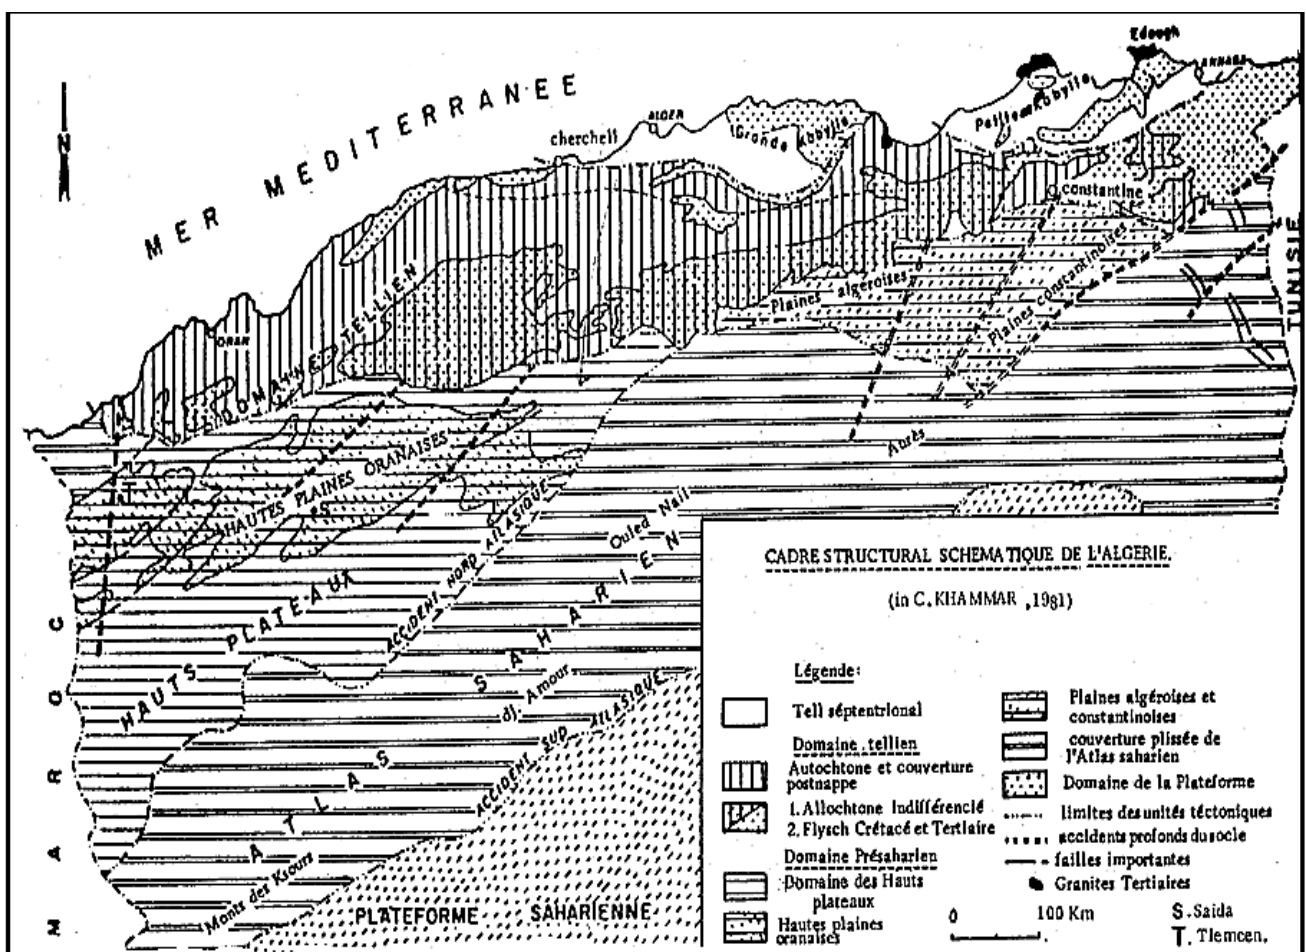 Edough
ANNABA
MER MEDITERRANEE
N
ALGER
cherchell
Grande Kabylie
Petite Kabylie
constantine
TUNISIE
Plaines algéroises
Plaines constantinoises
ORAN
DOMAINE TELLIEN
Aurès
HAUTES PLAINES ORANAISES
T
S
HAUTS PLATEAUX
ACCIDENT NORD ATLASIQUE
Ouled Nail
ATLAS SAHARIEN
dj. Amour
ACCIDENT SUD ATLASIQUE
Monts des Ksours
MAROC
PLATEFORME SAHARIENNE
CADRE STRUCTURAL SCHEMATIQUE DE L'ALGERIE.
(in C. KHAMMAR ,1981)
Légende:
Tell séptentrional
Domaine tellien
Autochtone et couverture
postnappe
1. Allochtone Indifférencié
2. Flysch Crétacé et Tertiaire
Domaine Présaharien
Domaine des Hauts
plateaux
Hautes plaines
oranaises
Plaines algéroises et
constantinoises
couverture plissée de
l'Atlas saharien
Domaine de la Plateforme
limites des unités téctoniques
accidents profonds du socle
failles importantes
Granites Tertiaires
0 100 Km
S. Saida
T. Tlemcen.